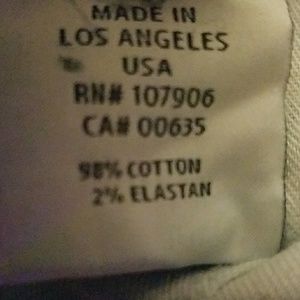 MADE IN
LOS ANGELES
USA
RN# 107906
CA# 00635
98% COTTON
2% ELASTAN